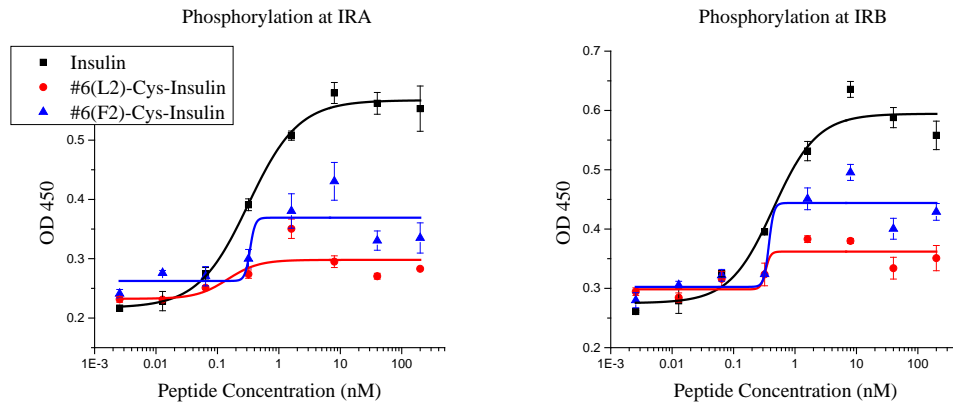 Phosphorylation at IRA
Insulin
#6(L2)-Cys-Insulin
#6(F2)-Cys-Insulin
OD 450
0.5
0.4
0.3
0.2
1E-3 0.01 0.1 1 10 100
Peptide Concentration (nM)
Phosphorylation at IRB
OD 450
0.7
0.6
0.5
0.4
0.3
0.2
1E-3 0.01 0.1 1 10 100
Peptide Concentration (nM)